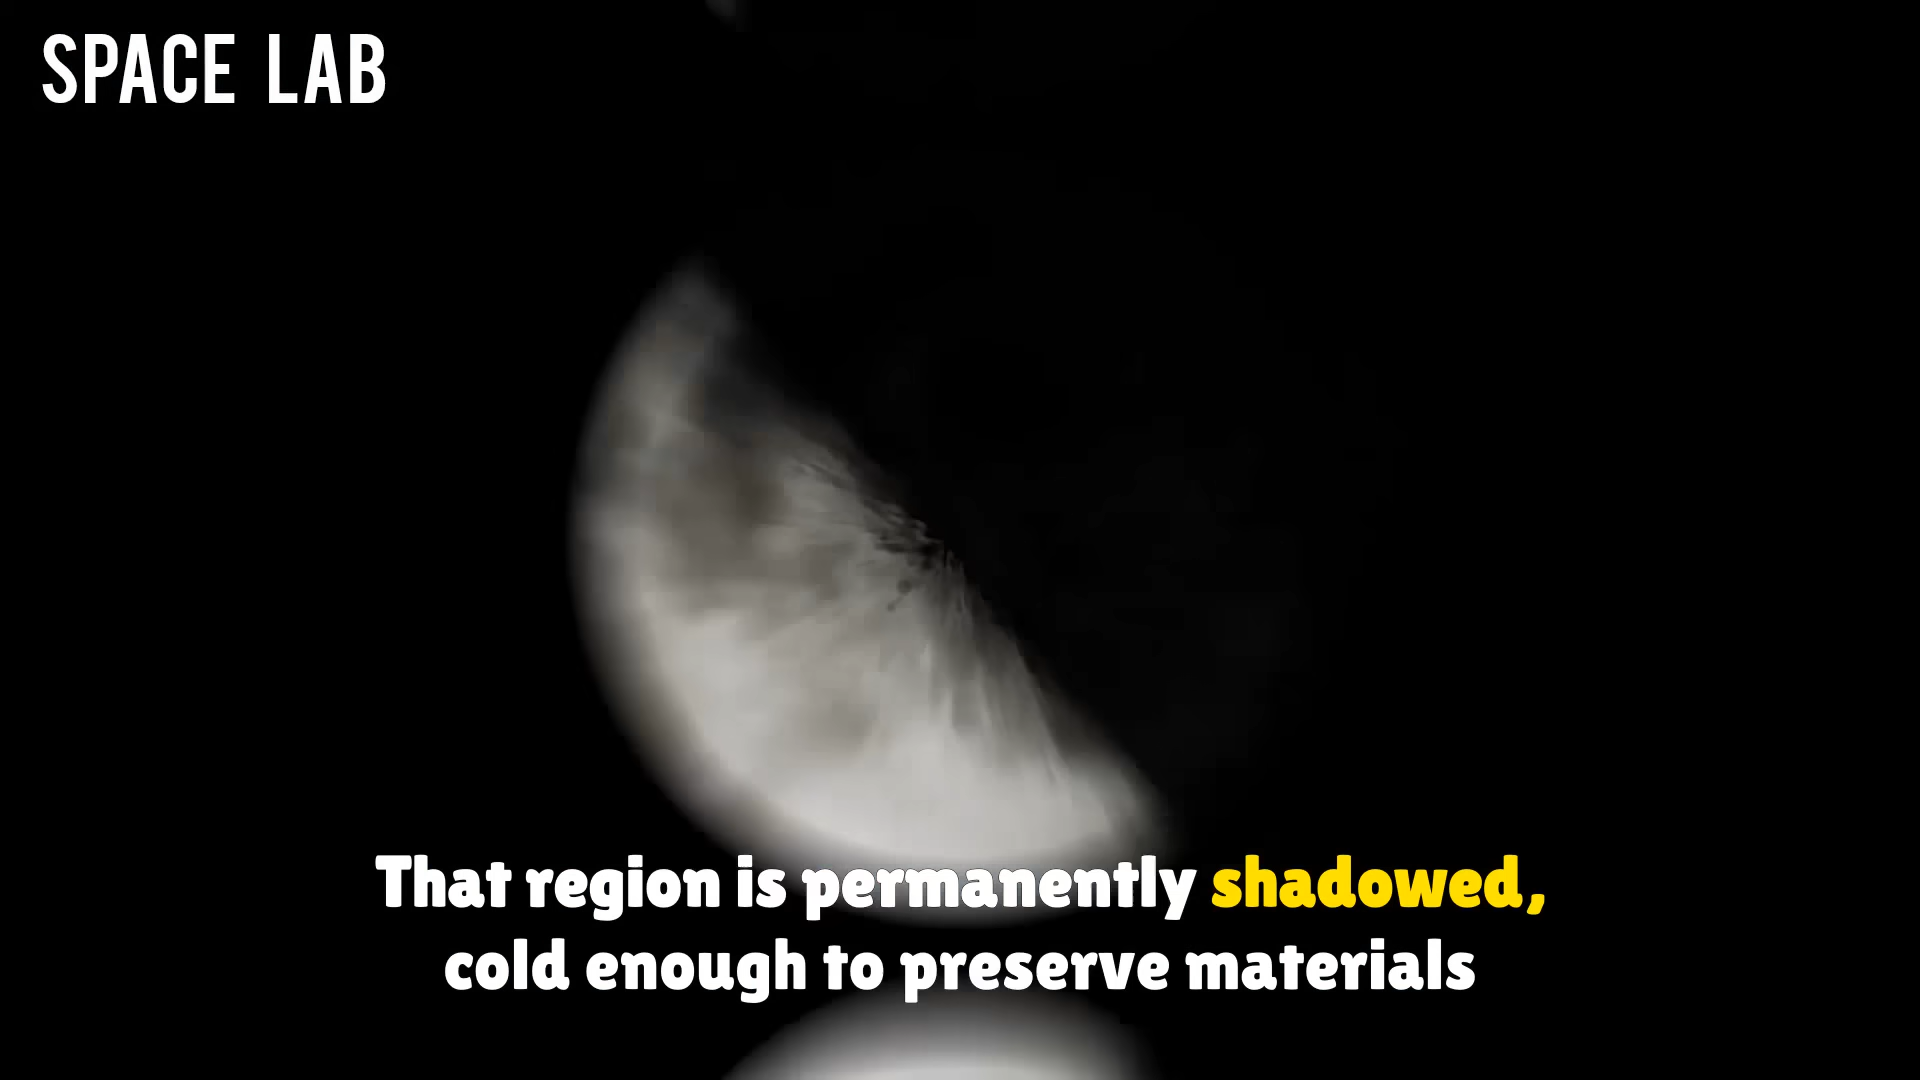 SPACE LAB
That region is permanently shadowed,
cold enough to preserve materials